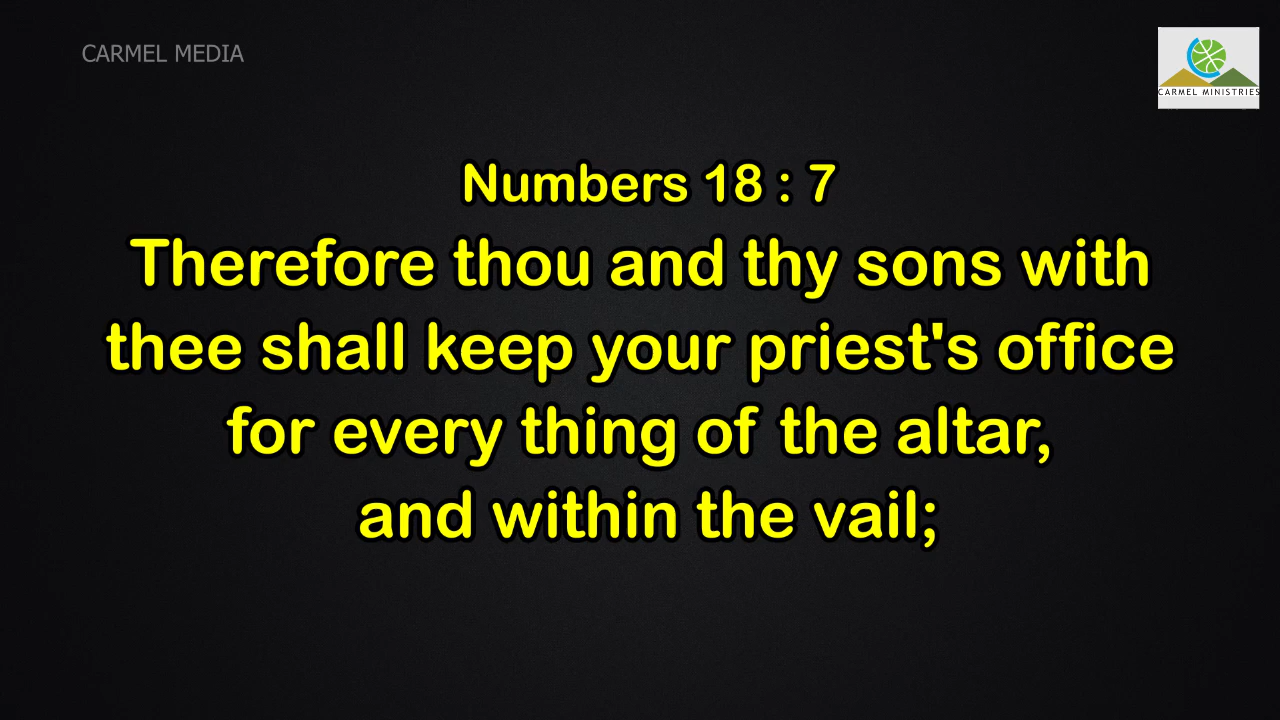 CARMEL MEDIA
CARMEL MINISTRIES
Numbers 18 : 7
Therefore thou and thy sons with
thee shall keep your priest's office
for every thing of the altar,
and within the vail;